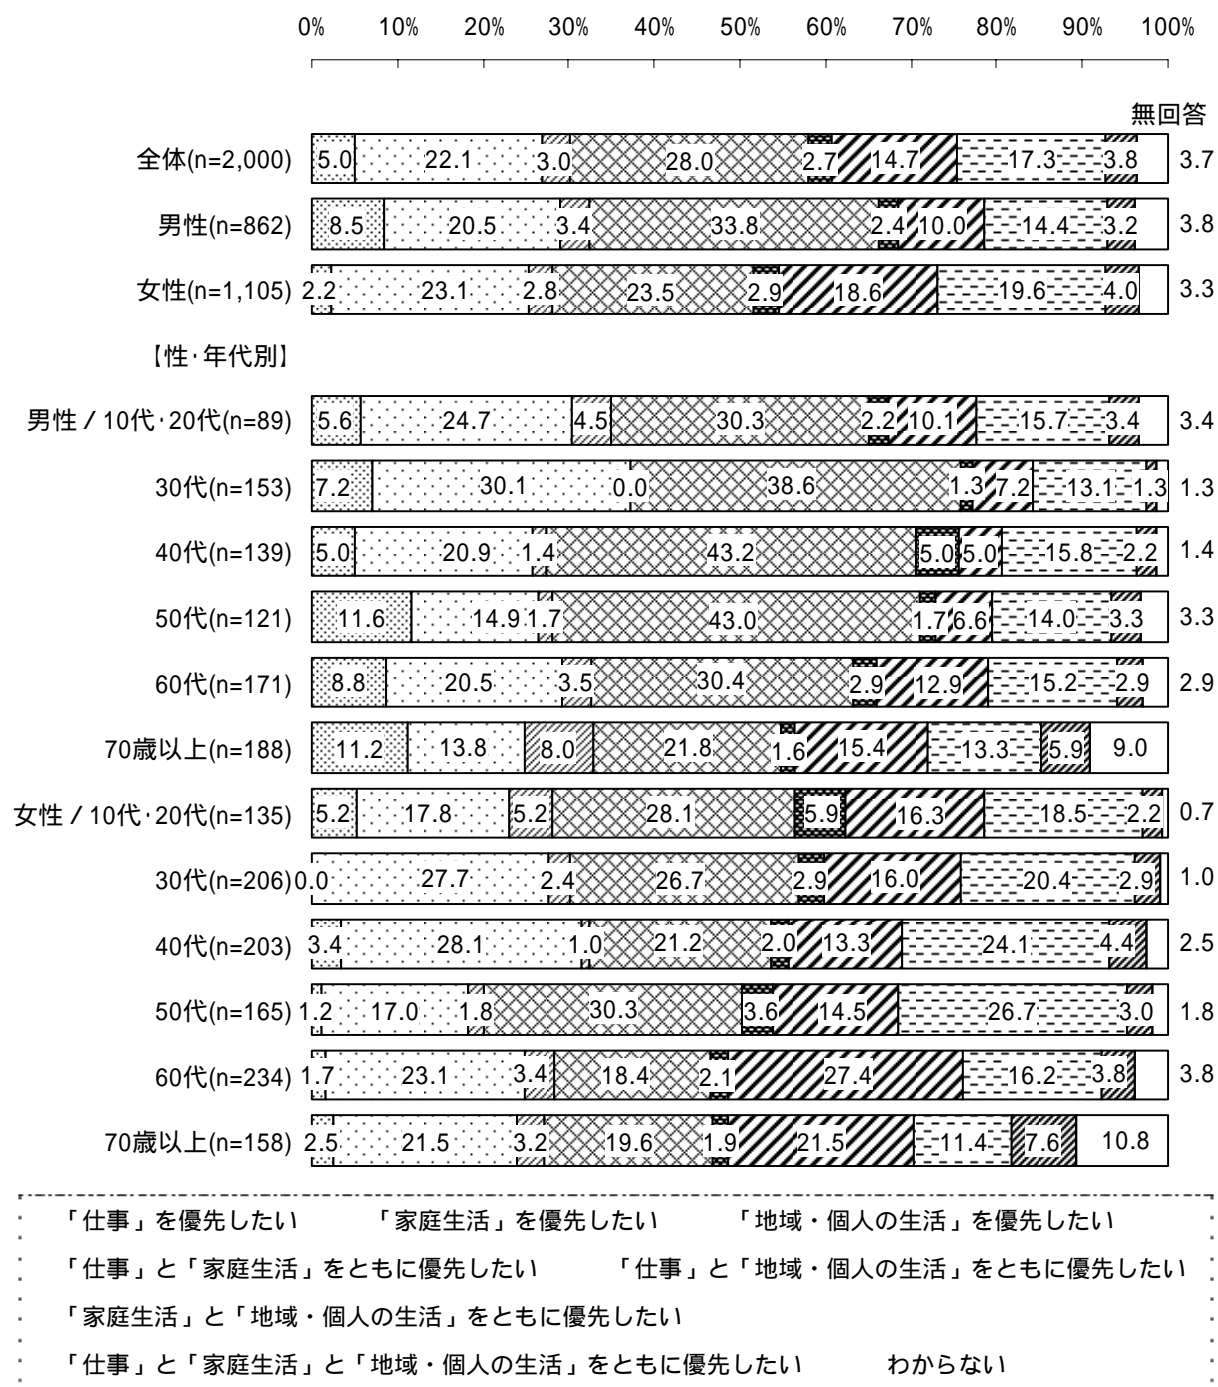 0% 10% 20% 30% 40% 50% 60% 70% 80% 90% 100%
無回答
全体(n=2,000) 5.0 22.1 3.0 28.0 2.7 14.7 17.3 3.8 3.7
男性(n=862) 8.5 20.5 3.4 33.8 2.4 10.0 14.4 3.2 3.8
女性(n=1,105) 2.2 23.1 2.8 23.5 2.9 18.6 19.6 4.0 3.3
【性・年代別】
男性/10代・20代(n=89) 5.6 24.7 4.5 30.3 2.2 10.1 15.7 3.4 3.4
30代(n=153) 7.2 30.1 0.0 38.6 1.3 7.2 13.1 1.3 1.3
40代(n=139) 5.0 20.9 1.4 43.2 5.0 5.0 15.8 2.2 1.4
50代(n=121) 11.6 14.9 1.7 43.0 1.7 6.6 14.0 3.3 3.3
60代(n=171) 8.8 20.5 3.5 30.4 2.9 12.9 15.2 2.9 2.9
70歳以上(n=188) 11.2 13.8 8.0 21.8 1.6 15.4 13.3 5.9 9.0
女性/10代・20代(n=135) 5.2 17.8 5.2 28.1 5.9 16.3 18.5 2.2 0.7
30代(n=206) 0.0 27.7 2.4 26.7 2.9 16.0 20.4 2.9 1.0
40代(n=203) 3.4 28.1 1.0 21.2 2.0 13.3 24.1 4.4 2.5
50代(n=165) 1.2 17.0 1.8 30.3 3.6 14.5 26.7 3.0 1.8
60代(n=234) 1.7 23.1 3.4 18.4 2.1 27.4 16.2 3.8 3.8
70歳以上(n=158) 2.5 21.5 3.2 19.6 1.9 21.5 11.4 7.6 10.8
「仕事」を優先したい 「家庭生活」を優先したい 「地域・個人の生活」を優先したい
「仕事」と「家庭生活」をともに優先したい 「仕事」と「地域・個人の生活」をともに優先したい
「家庭生活」と「地域・個人の生活」をともに優先したい
「仕事」と「家庭生活」と「地域・個人の生活」をともに優先したい わからない